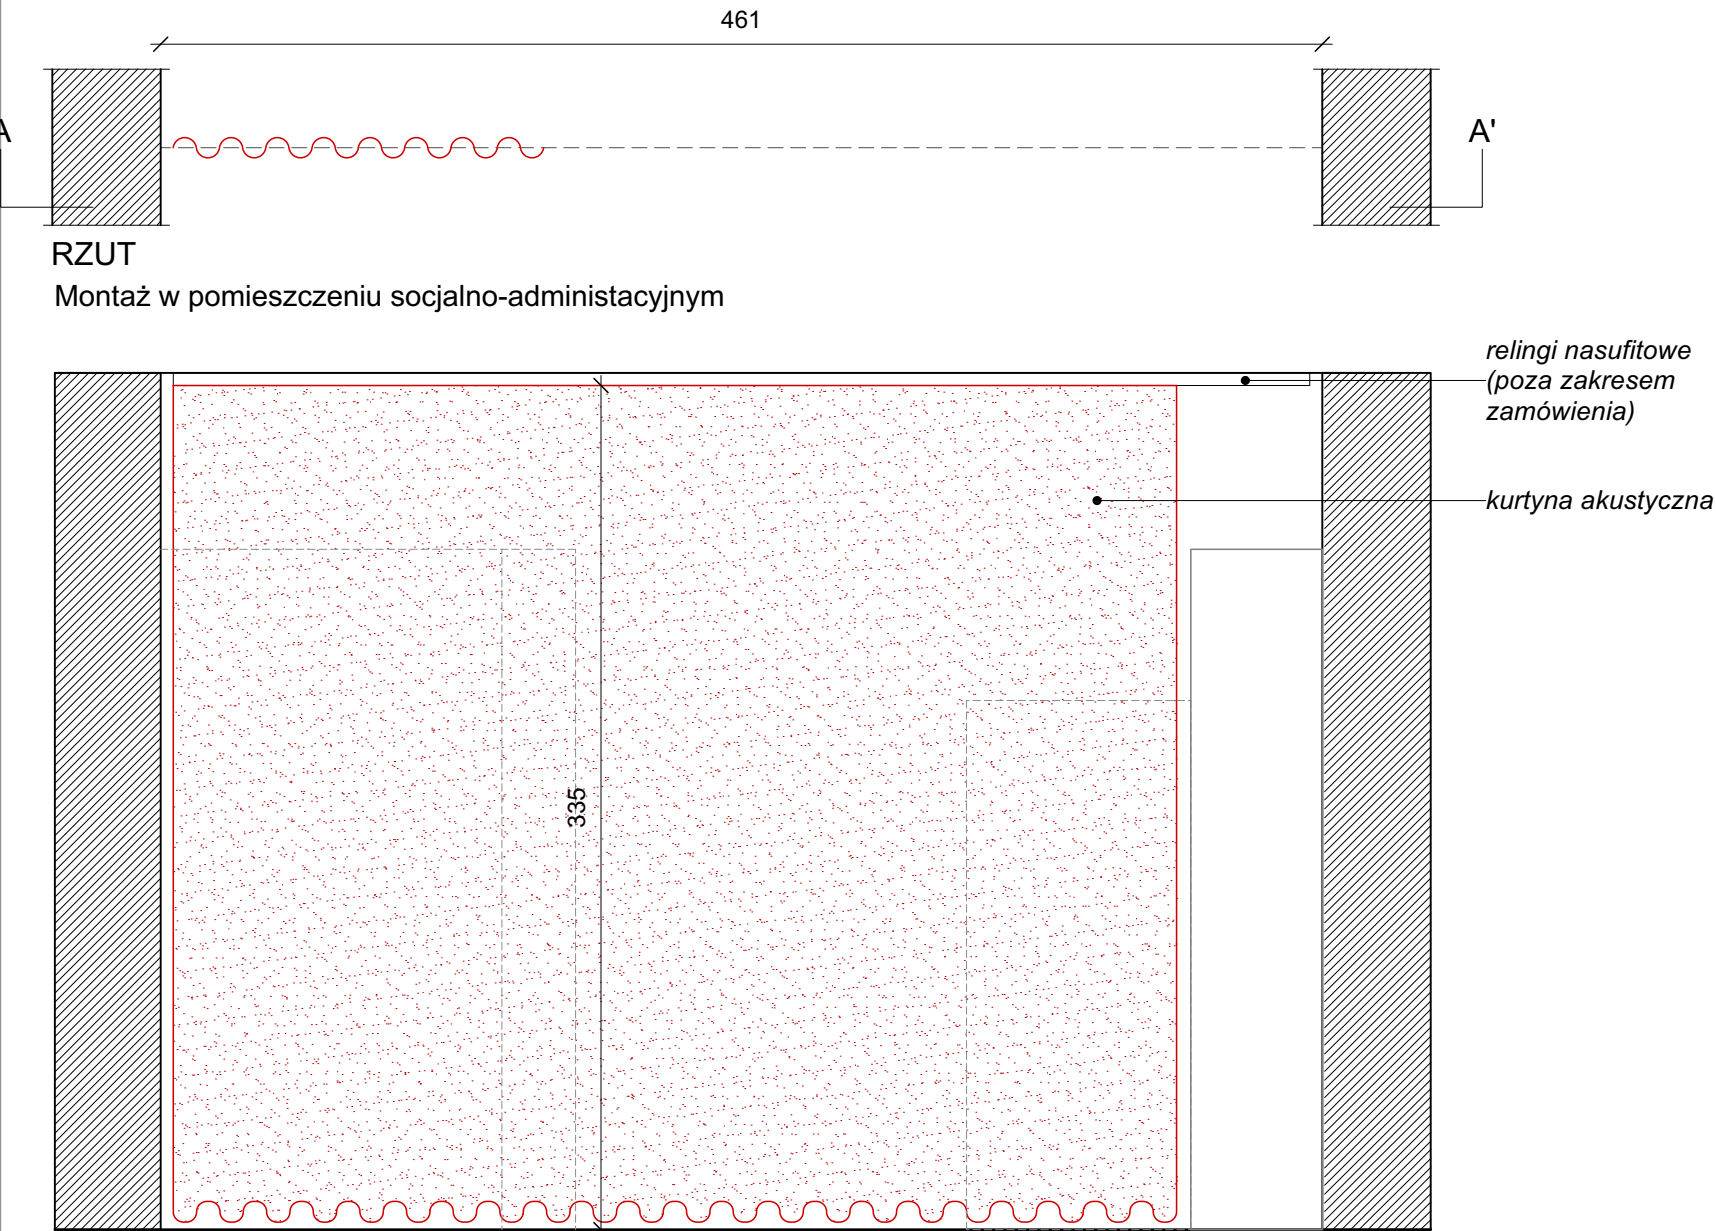 461
A
A'
RZUT
Montaż w pomieszczeniu socjalno-administacyjnym
relingi nasufitowe
(poza zakresem
zamówienia)
kurtyna akustyczna
335